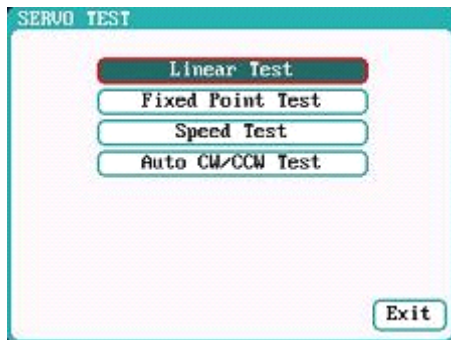 SERVO TEST
Linear Test
Fixed Point Test
Speed Test
Auto CW/CCW Test
Exit